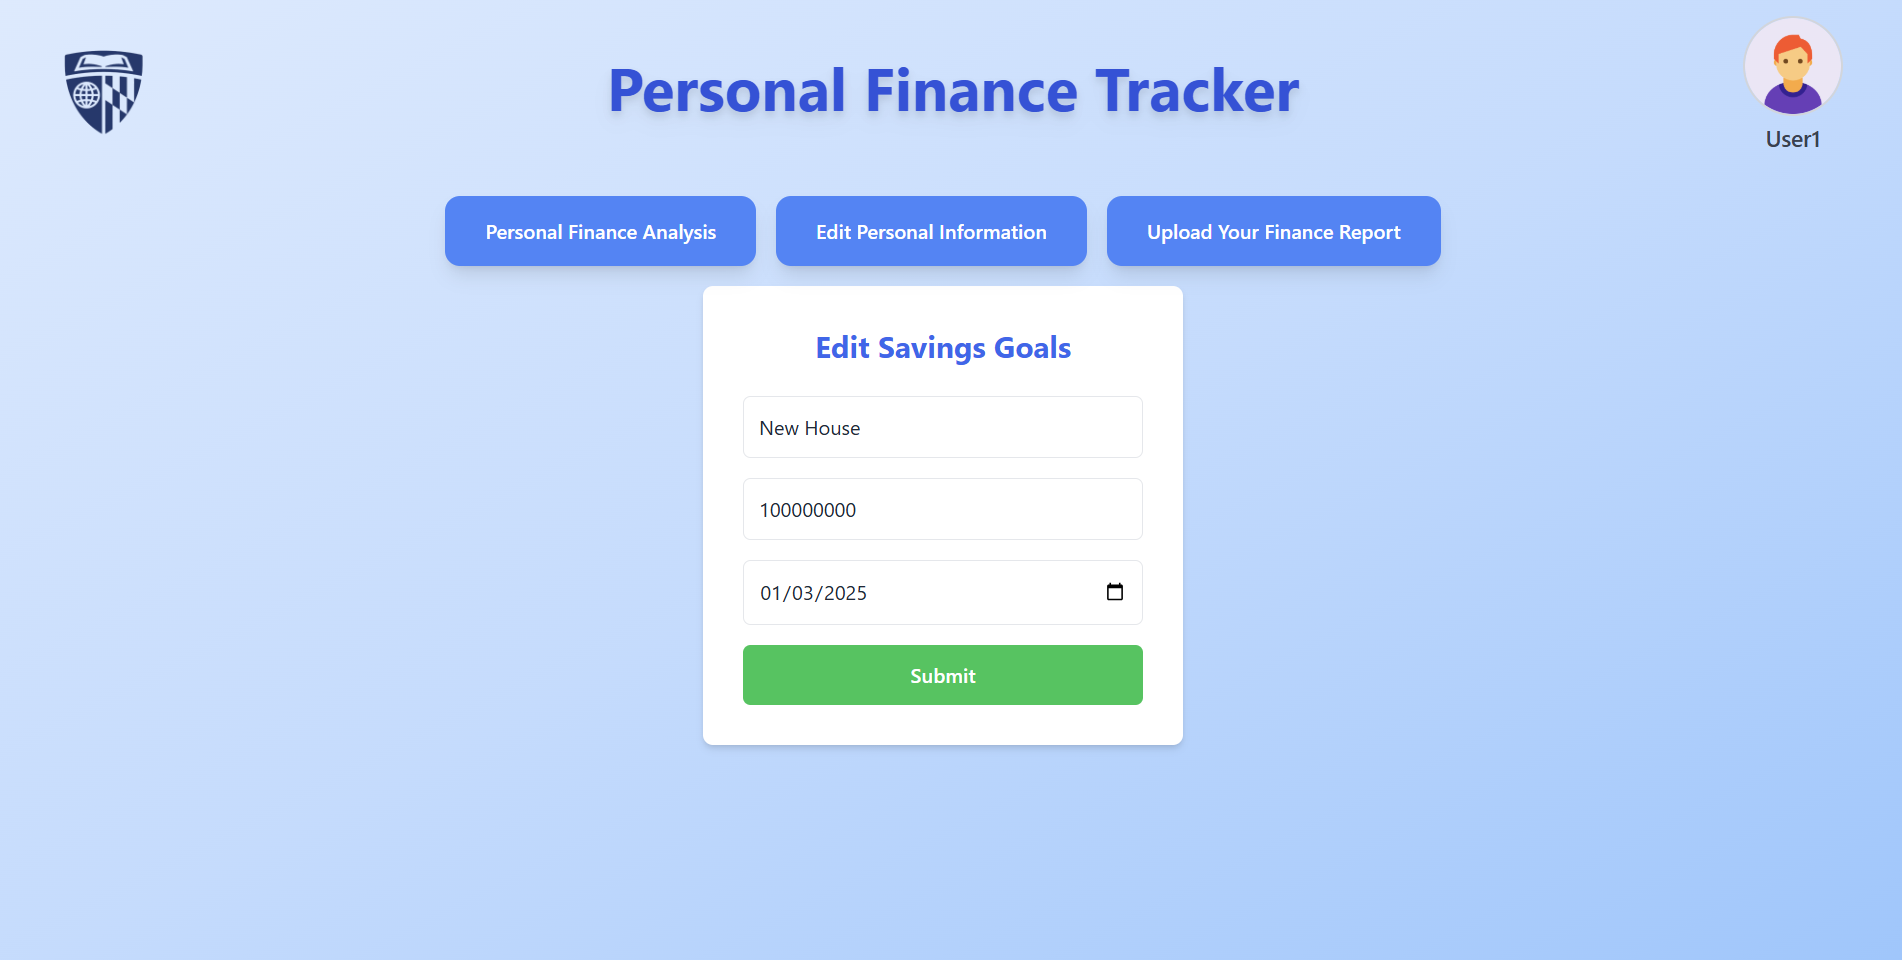 Personal Finance Tracker
User1
Personal Finance Analysis
Edit Personal Information
Upload Your Finance Report
Edit Savings Goals
New House
100000000
01/03/2025
Submit